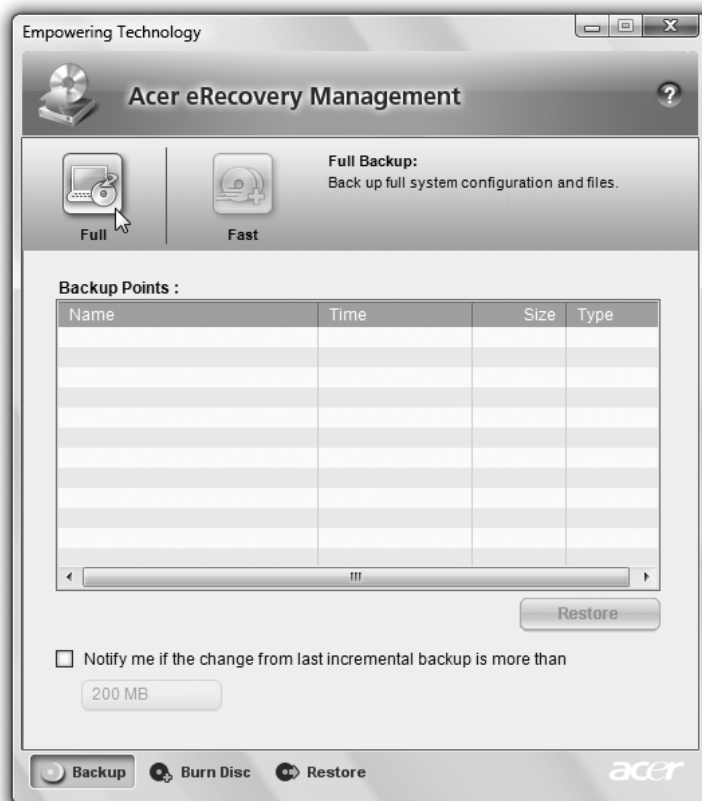 Empowering Technology
Acer eRecovery Management
?
Full
Fast
Full Backup:
Back up full system configuration and files.
Backup Points :
Name Time Size Type
Restore
Notify me if the change from last incremental backup is more than
200 MB
Backup Burn Disc Restore acer